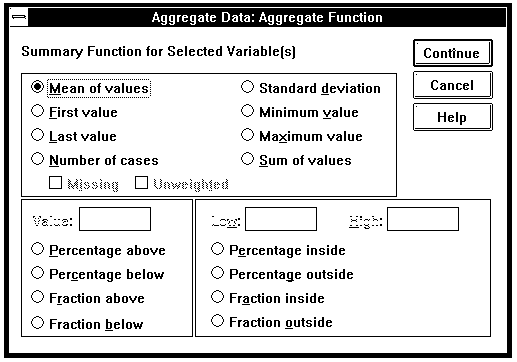 Aggregate Data: Aggregate Function
Summary Function for Selected Variable(s)
Continue
Cancel
Help
Mean of values
Standard deviation
First value
Minimum value
Last value
Maximum value
Number of cases
Sum of values
Missing
Unweighted
Value:
Percentage above
Percentage below
Fraction above
Fraction below
Low:
High:
Percentage inside
Percentage outside
Fraction inside
Fraction outside